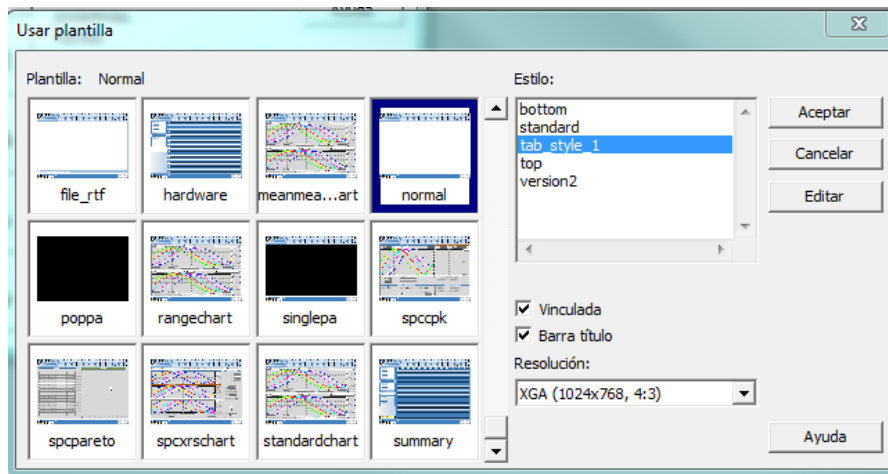 Ayuda
Usar plantilla
Plantilla: Normal
Estilo:
file_rtf
hardware
meanmea...art
normal
poppa
rangechart
singlepa
spccpk
spcpareto
spcxrschart
standardchart
summary
bottom
standard
tab_style_1
top
version2
Vinculada
Barra título
Resolución:
XGA (1024x768, 4:3)
Aceptar
Cancelar
Editar
Ayuda